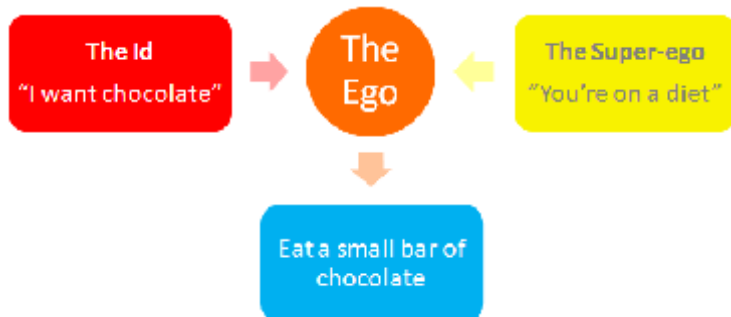 The Id
"I want chocolate"
The
Ego
The Super-ego
"You're on a diet"
Eat a small bar of
chocolate